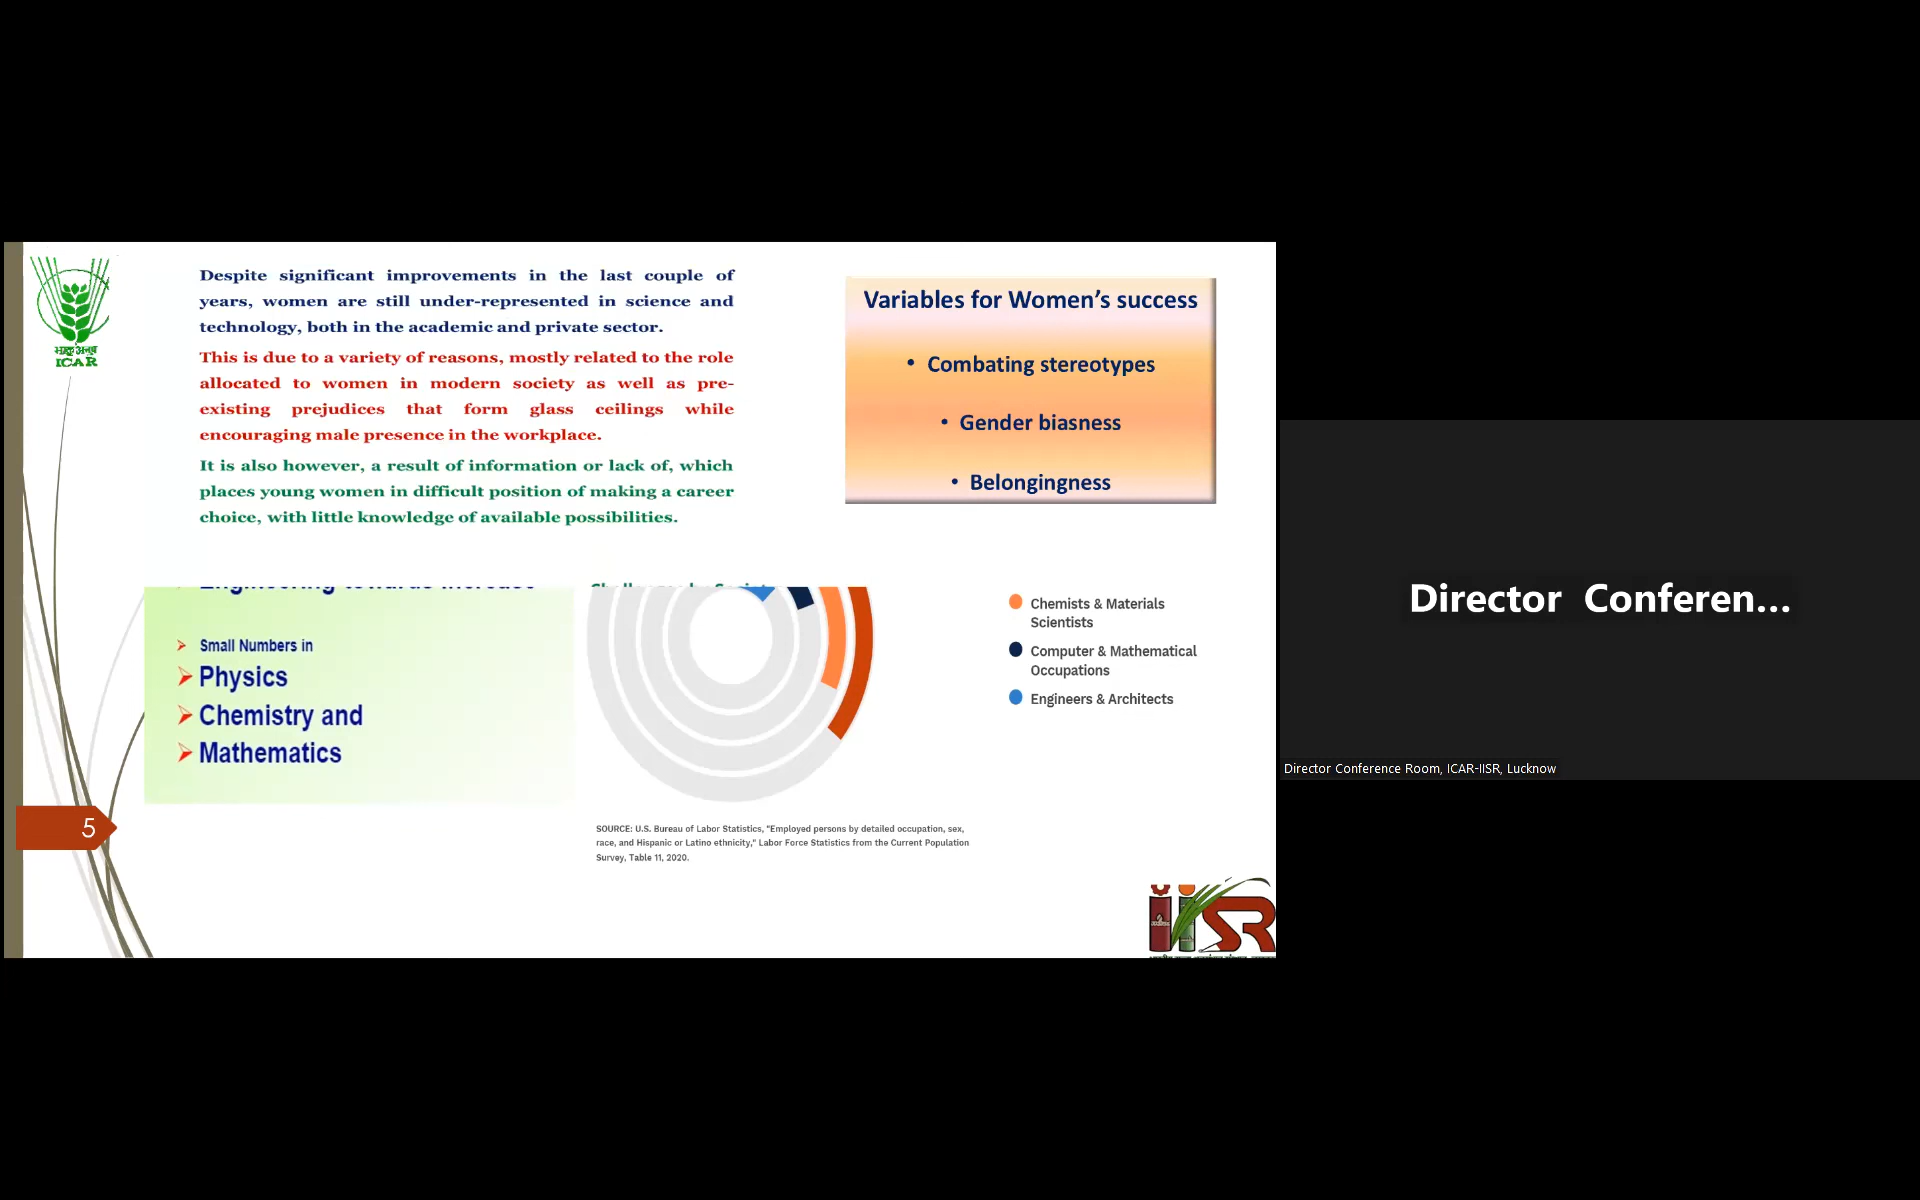 Despite significant improvements in the last couple of
years, women are still under-represented in science and
technology, both in the academic and private sector.
This is due to a variety of reasons, mostly related to the role
allocated to women in modern society as well as pre-
existing prejudices that form glass ceilings while
encouraging male presence in the workplace.
It is also however, a result of information or lack of, which
places young women in difficult position of making a career
choice, with little knowledge of available possibilities.
ICAR
Variables for Women's success
• Combating stereotypes
• Gender biasness
• Belongingness
Engineering towards increase
Small Numbers in
Physics
Chemistry and
Mathematics
Chemists & Materials
Scientists
Computer & Mathematical
Occupations
Engineers & Architects
5
SOURCE: U.S. Bureau of Labor Statistics, "Employed persons by detailed occupation, sex,
race, and Hispanic or Latino ethnicity," Labor Force Statistics from the Current Population
Survey, Table 11, 2020.
iiSR
Director Conferen...
Director Conference Room, ICAR-IISR, Lucknow